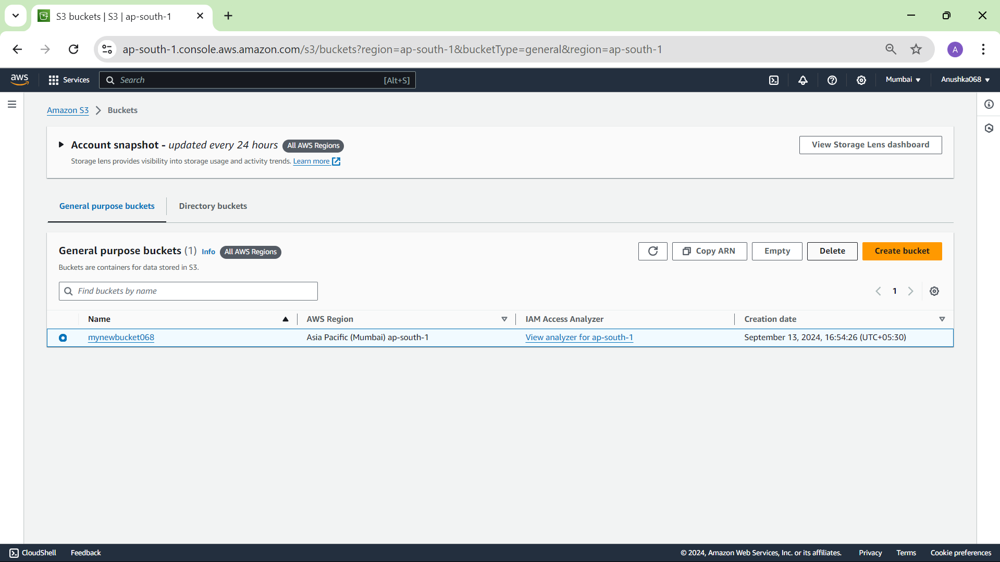 S3 buckets | S3 | ap-south-1
ap-south-1.console.aws.amazon.com/s3/buckets?region=ap-south-1&bucketType=general&region=ap-south-1
A
aws
Services
Search
[Alt+S]
Mumbai
Anushka068
Amazon S3
Buckets
Account snapshot - updated every 24 hours
All AWS Regions
View Storage Lens dashboard
Storage lens provides visibility into storage usage and activity trends. Learn more
General purpose buckets
Directory buckets
General purpose buckets (1)
Info
All AWS Regions
Copy ARN
Empty
Delete
Create bucket
Buckets are containers for data stored in S3.
Find buckets by name
1
Name
AWS Region
IAM Access Analyzer
Creation date
mynewbucket068
Asia Pacific (Mumbai) ap-south-1
View analyzer for ap-south-1
September 13, 2024, 16:54:26 (UTC+05:30)
CloudShell
Feedback
© 2024, Amazon Web Services, Inc. or its affiliates.
Privacy
Terms
Cookie preferences